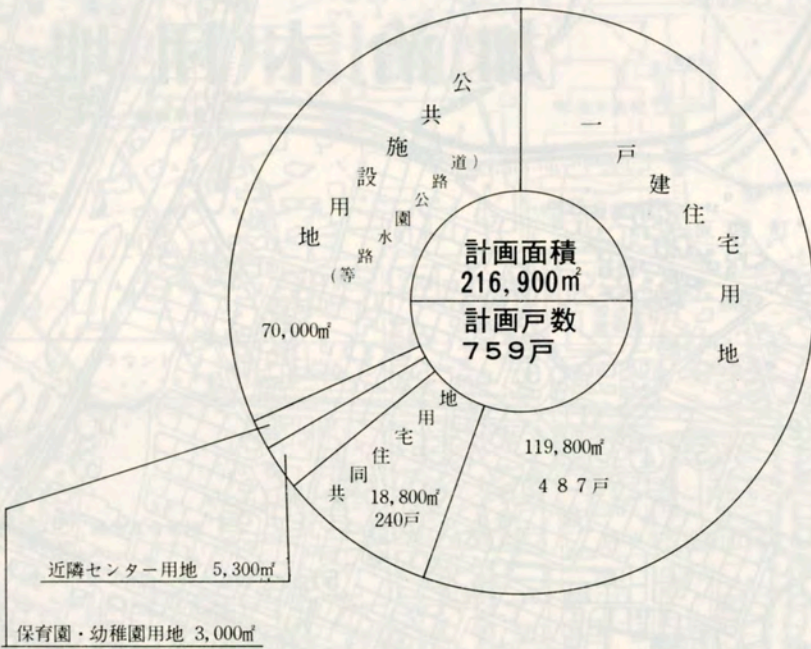 一戸建住宅用地
119,800㎡
487戸
共同住宅用地
18,800㎡
240戸
近隣センター用地 5,300㎡
保育園・幼稚園用地 3,000㎡
公共施設用地
(道路公園水路等)
70,000㎡
計画面積
216,900㎡
計画戸数
759戸